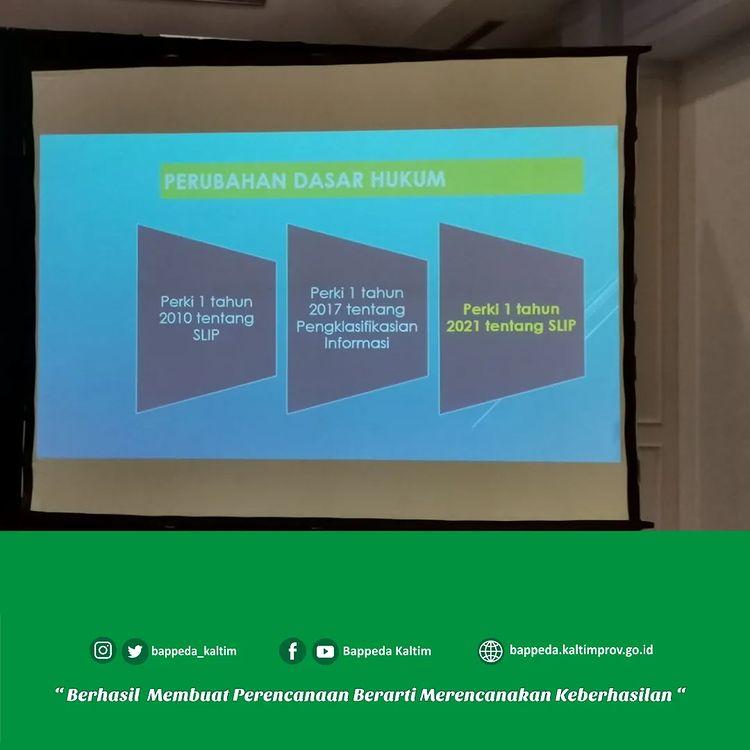 PERUBAHAN DASAR HUKUM
Perki 1 tahun
2010 tentang
SLIP
Perki 1 tahun
2017 tentang
Pengklasifikasian
Informasi
Perki 1 tahun
2021 tentang SLIP
bappeda_kaltim
Bappeda Kaltim
bappeda.kaltimprov.go.id
“ Berhasil Membuat Perencanaan Berarti Merencanakan Keberhasilan “